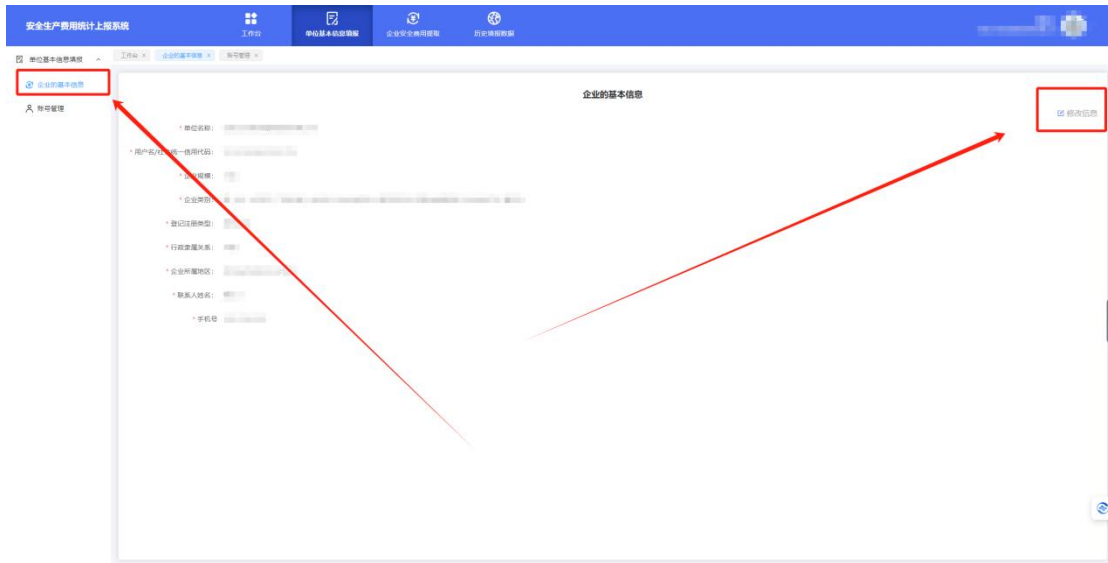 安全生产费用统计上报系统
工作台
单位基本信息填报
企业安全费用提取
历史填报数据
单位基本信息填报
工作台 ×
企业的基本信息 ×
账号管理 ×
企业的基本信息
账号管理
企业的基本信息
修改信息
* 单位名称：
* 用户名/社会统一信用代码：
* 企业规模：
* 企业类别：
* 登记注册类型：
* 行政隶属关系：
* 企业所属地区：
* 联系人姓名：
* 手机号